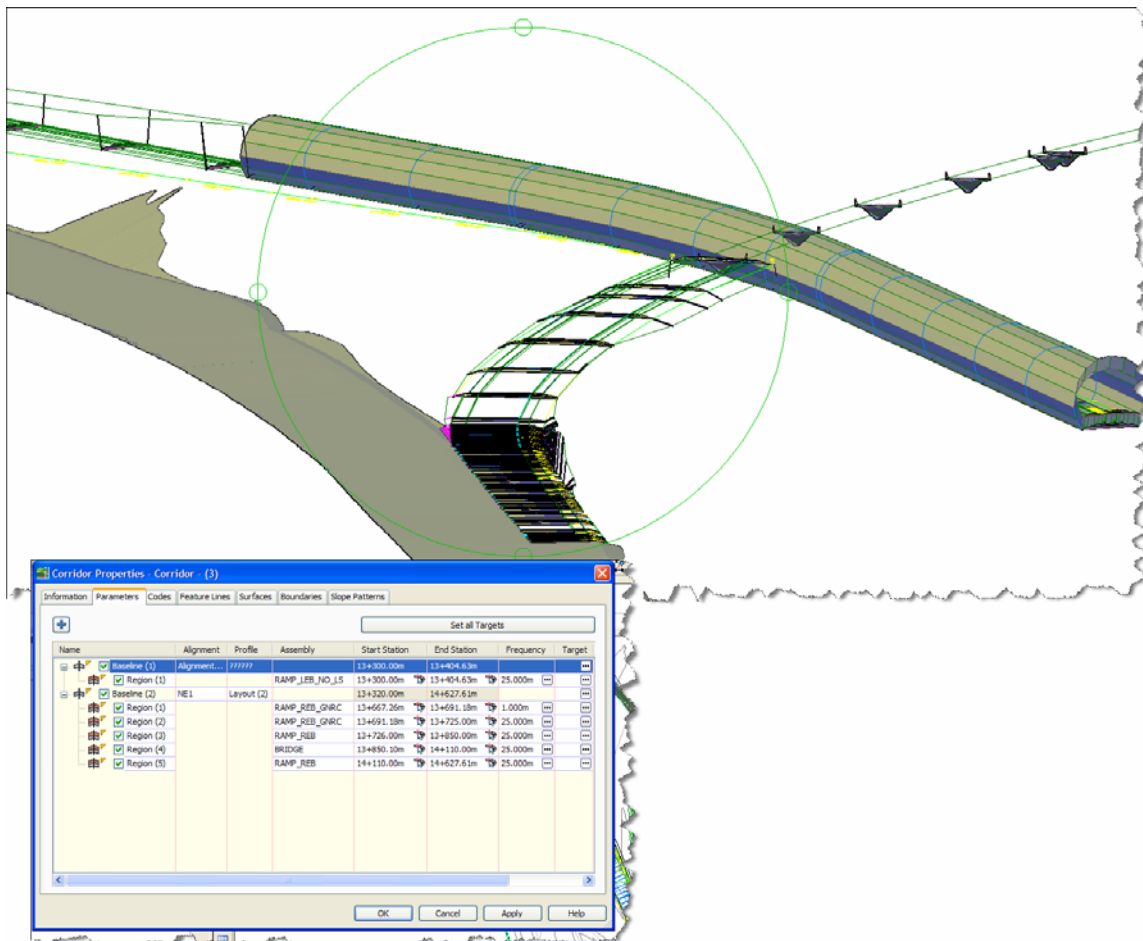 Corridor Properties - Corridor - (3)
Information Parameters Codes Feature Lines Surfaces Boundaries Slope Patterns
Set all Targets
Name Alignment Profile Assembly Start Station End Station Frequency Target
Baseline (1) Alignment... ?????? 13+300.00m 13+404.63m
Region (1) RAMP_LEB_NO_LS 13+300.00m 13+404.63m 25.000m
Baseline (2) NE1 Layout (2) 13+320.00m 14+627.61m
Region (1) RAMP_REB_GNRC 13+667.26m 13+691.18m 1.000m
Region (2) RAMP_REB_GNRC 13+691.18m 13+725.00m 25.000m
Region (3) RAMP_REB 13+726.00m 13+850.00m 25.000m
Region (4) BRIDGE 13+850.10m 14+110.00m 25.000m
Region (5) RAMP_REB 14+110.00m 14+627.61m 25.000m
OK Cancel Apply Help